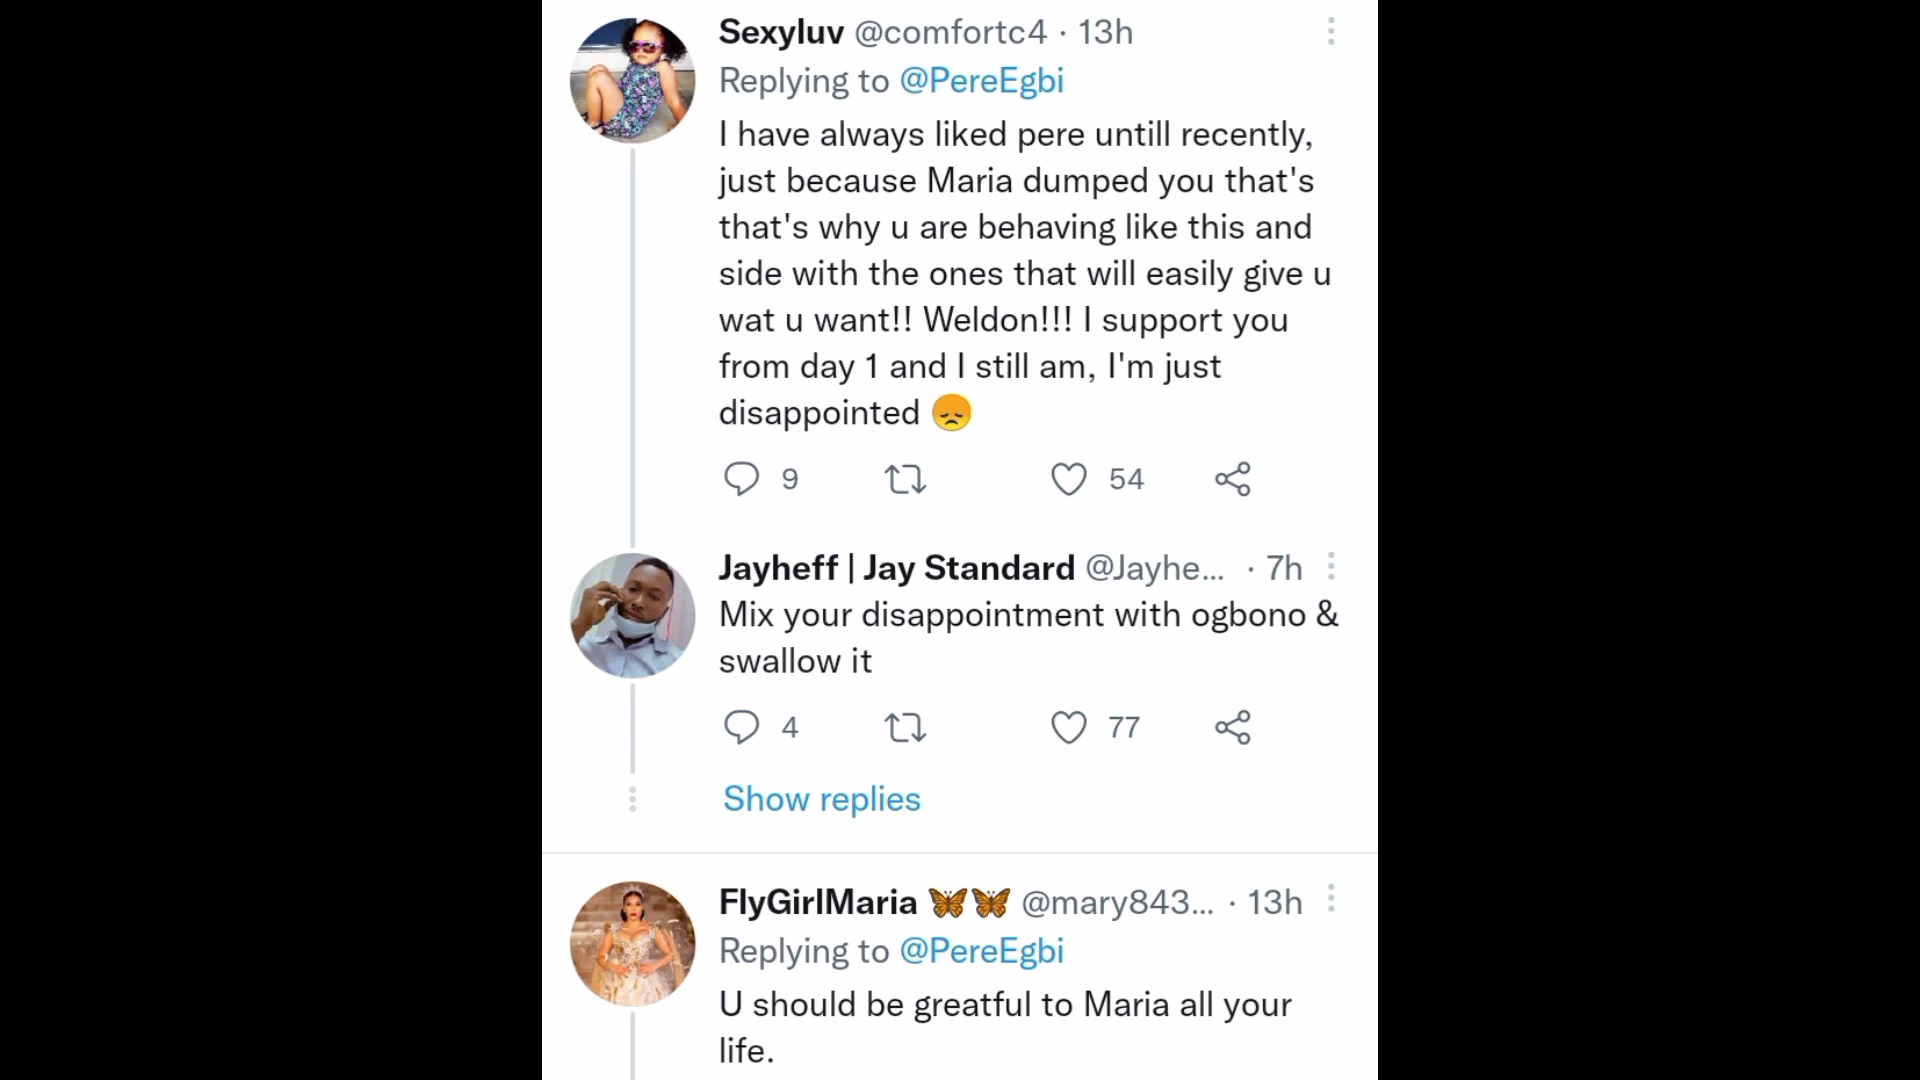 Sexyluv @comfortc4 · 13h
Replying to @PereEgbi
I have always liked pere untill recently,
just because Maria dumped you that's
that's why u are behaving like this and
side with the ones that will easily give u
wat u want!! Weldon!!! I support you
from day 1 and I still am, I'm just
disappointed 😞
9 54
Jayheff | Jay Standard @Jayhe... · 7h
Mix your disappointment with ogbono &
swallow it
4 77
Show replies
FlyGirlMaria 🦋🦋 @mary843... · 13h
Replying to @PereEgbi
U should be greatful to Maria all your
life.